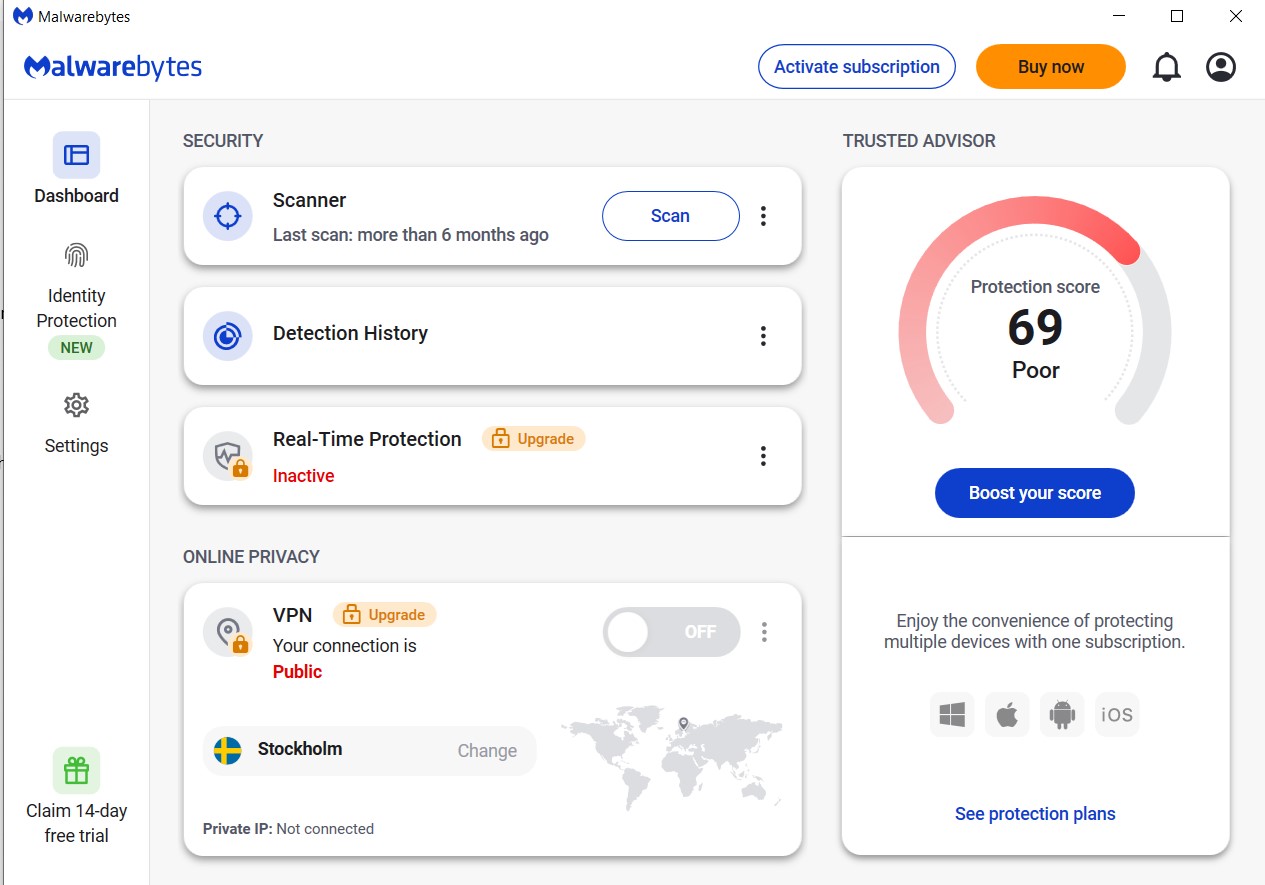 Malwarebytes
Malwarebytes
Activate subscription
Buy now
Dashboard
Identity
Protection
NEW
Settings
Claim 14-day
free trial
SECURITY
Scanner
Last scan: more than 6 months ago
Scan
Detection History
Real-Time Protection
Upgrade
Inactive
ONLINE PRIVACY
VPN
Upgrade
Your connection is
Public
OFF
Stockholm
Change
Private IP: Not connected
TRUSTED ADVISOR
Protection score
69
Poor
Boost your score
Enjoy the convenience of protecting
multiple devices with one subscription.
iOS
See protection plans